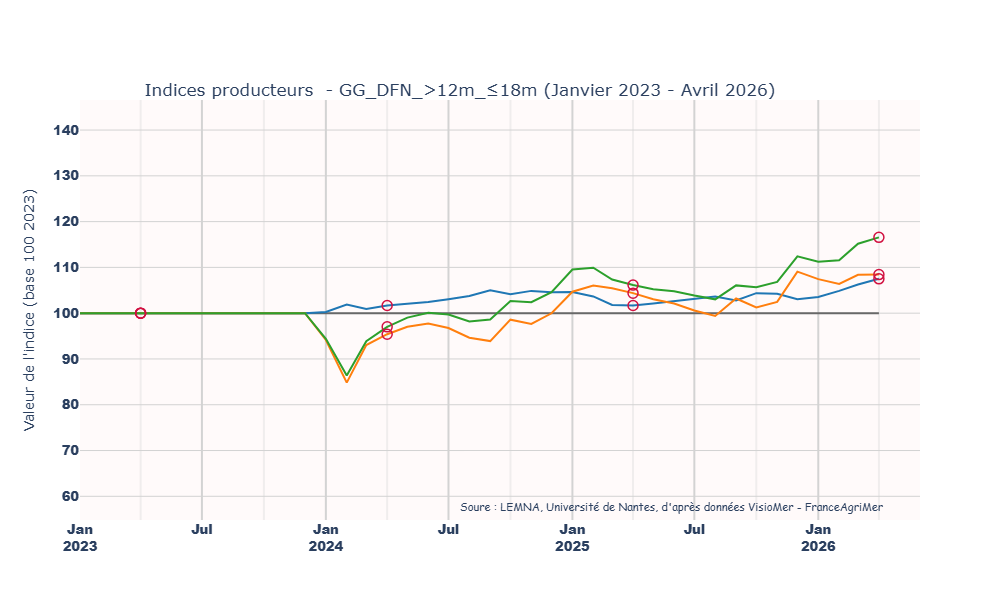 Indices producteurs  - GG_DFN_>12m_≤18m (Janvier 2023 - Avril 2026)
Valeur de l'indice (base 100 2023)
140
130
120
110
100
90
80
70
60
Soure : LEMNA, Université de Nantes, d'après données VisioMer - FranceAgriMer
Jan Jul Jan Jul Jan Jul Jan
2023 2024 2025 2026